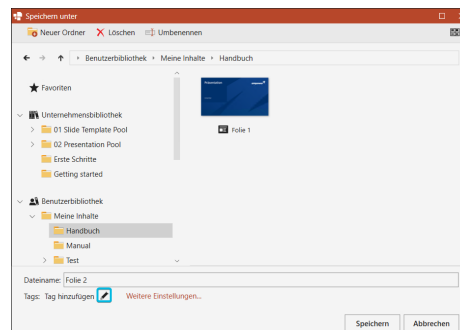 Speichern unter
Neuer Ordner Löschen Umbenennen
Benutzerbibliothek Meine Inhalte Handbuch
Favoriten
Unternehmensbibliothek
01 Slide Template Pool
02 Presentation Pool
Erste Schritte
Getting started
Benutzerbibliothek
Meine Inhalte
Handbuch
Manual
Test
Folie 1
Dateiname: Folie 2
Tags: Tag hinzufügen Weitere Einstellungen...
Speichern Abbrechen